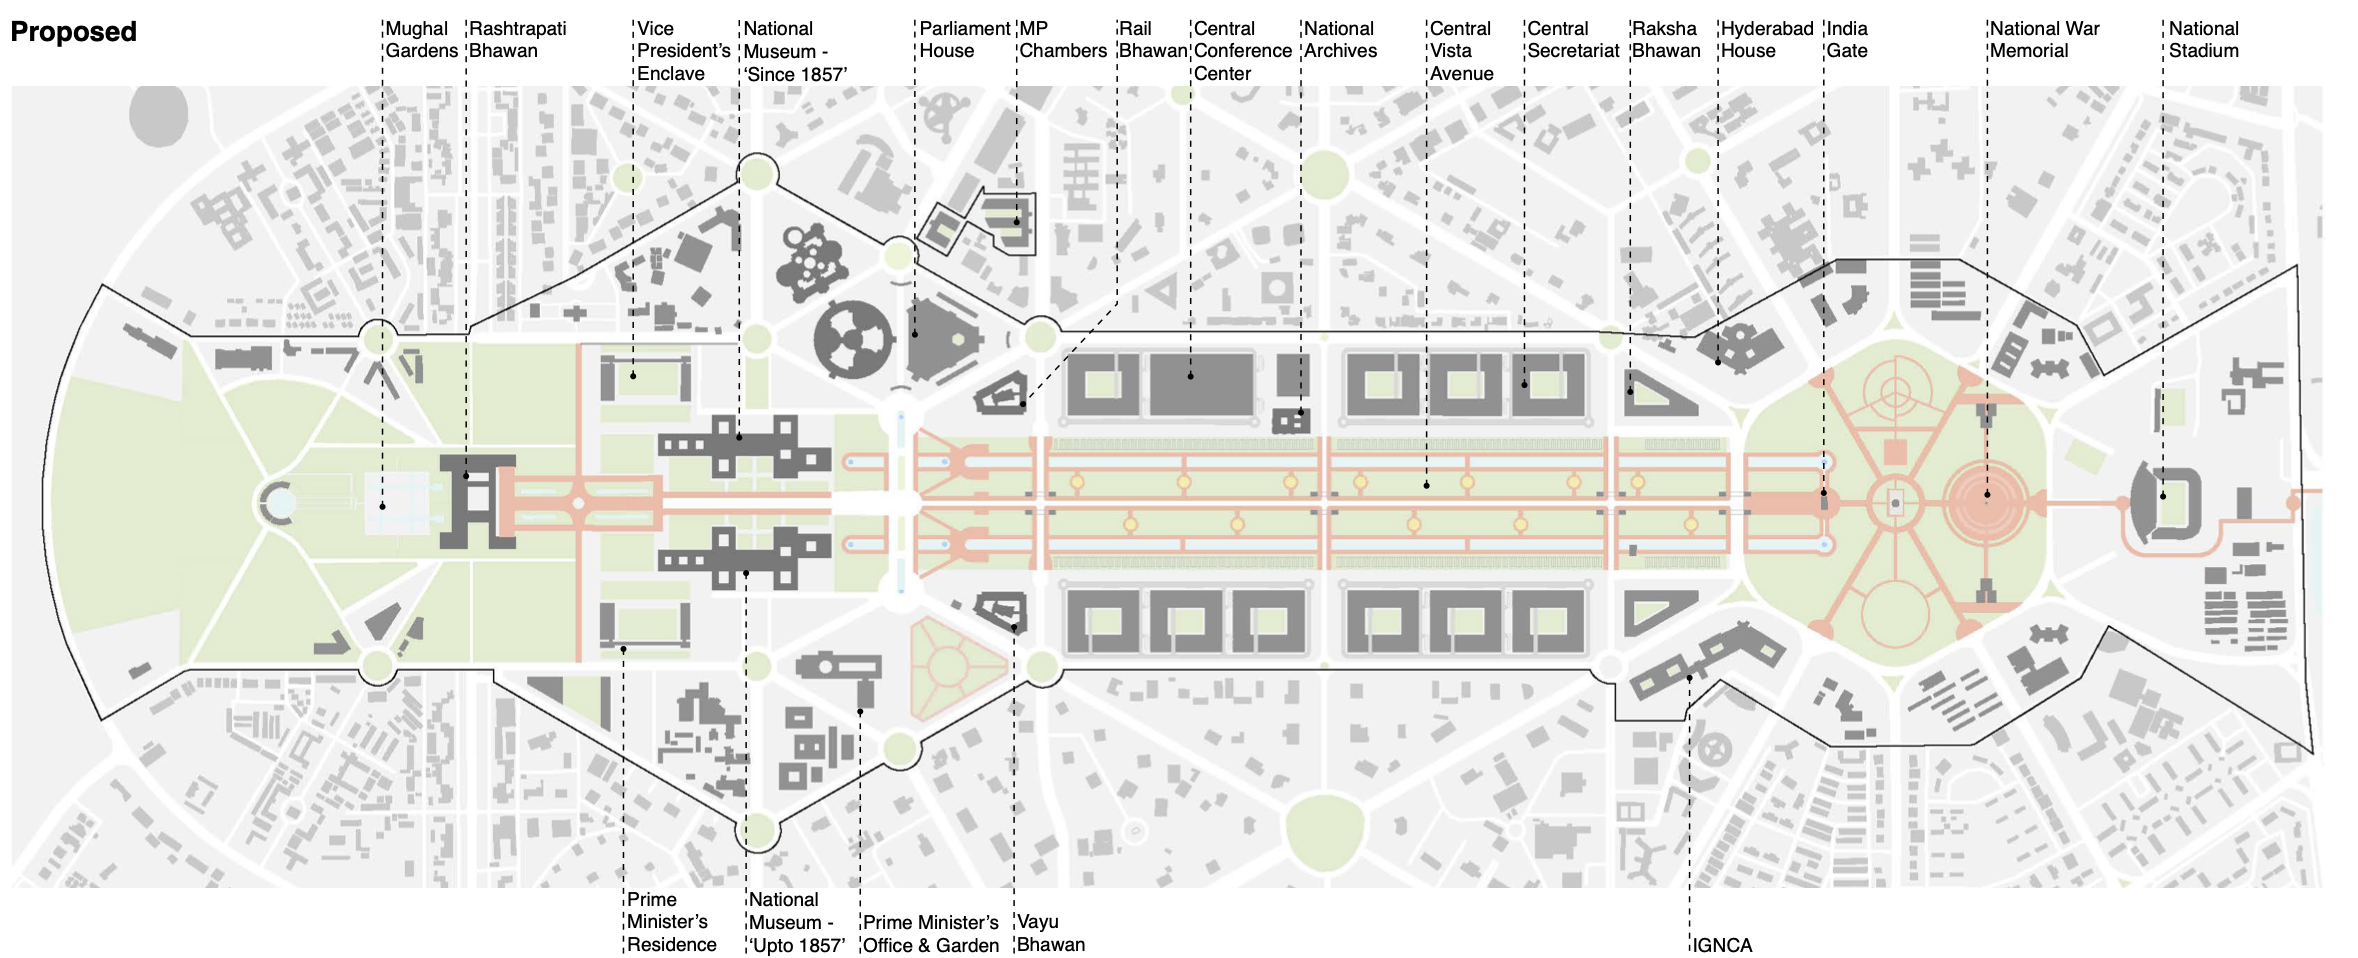 Proposed
Mughal
Gardens
Rashtrapati
Bhawan
Vice
President's
Enclave
National
Museum -
‘Since 1857’
Parliament
House
MP
Chambers
Rail
Bhawan
Central
Conference
Center
National
Archives
Central
Vista
Avenue
Central
Secretariat
Raksha
Bhawan
Hyderabad
House
India
Gate
National War
Memorial
National
Stadium
Prime
Minister’s
Residence
National
Museum -
‘Upto 1857’
Prime Minister’s
Office & Garden
Vayu
Bhawan
IGNCA